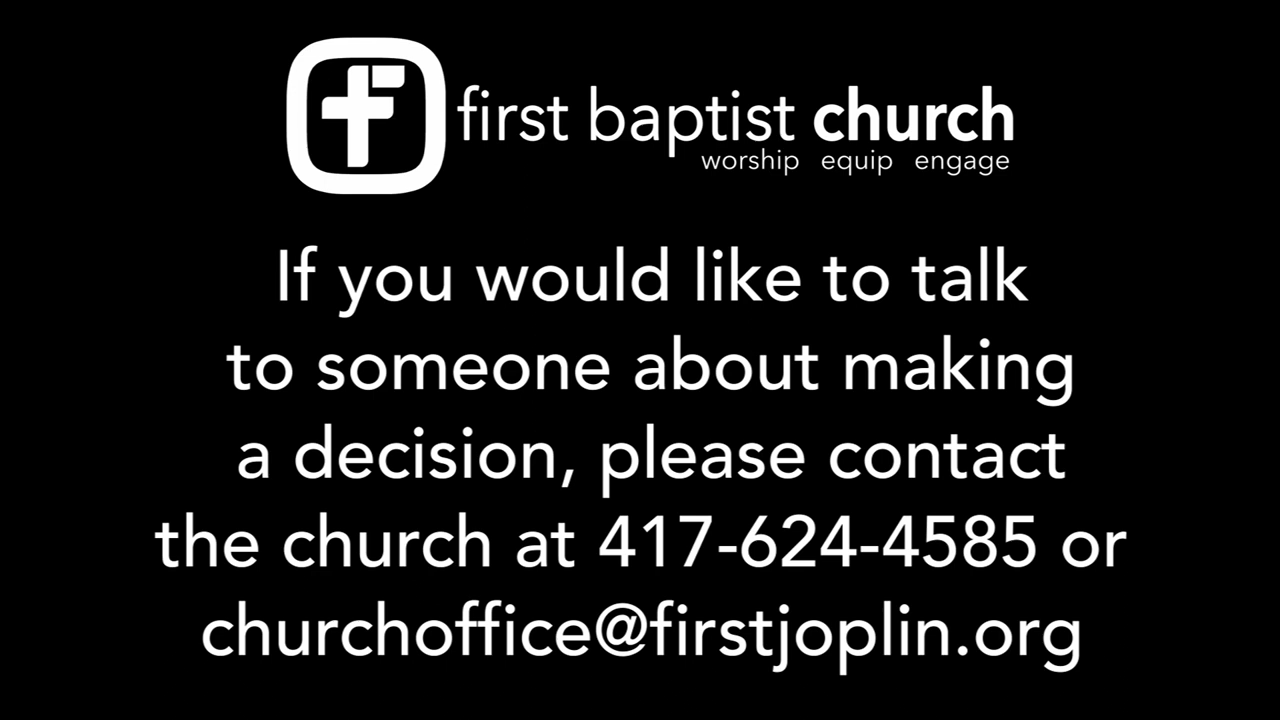 first baptist church
worship equip engage
If you would like to talk
to someone about making
a decision, please contact
the church at 417-624-4585 or
churchoffice@firstjoplin.org